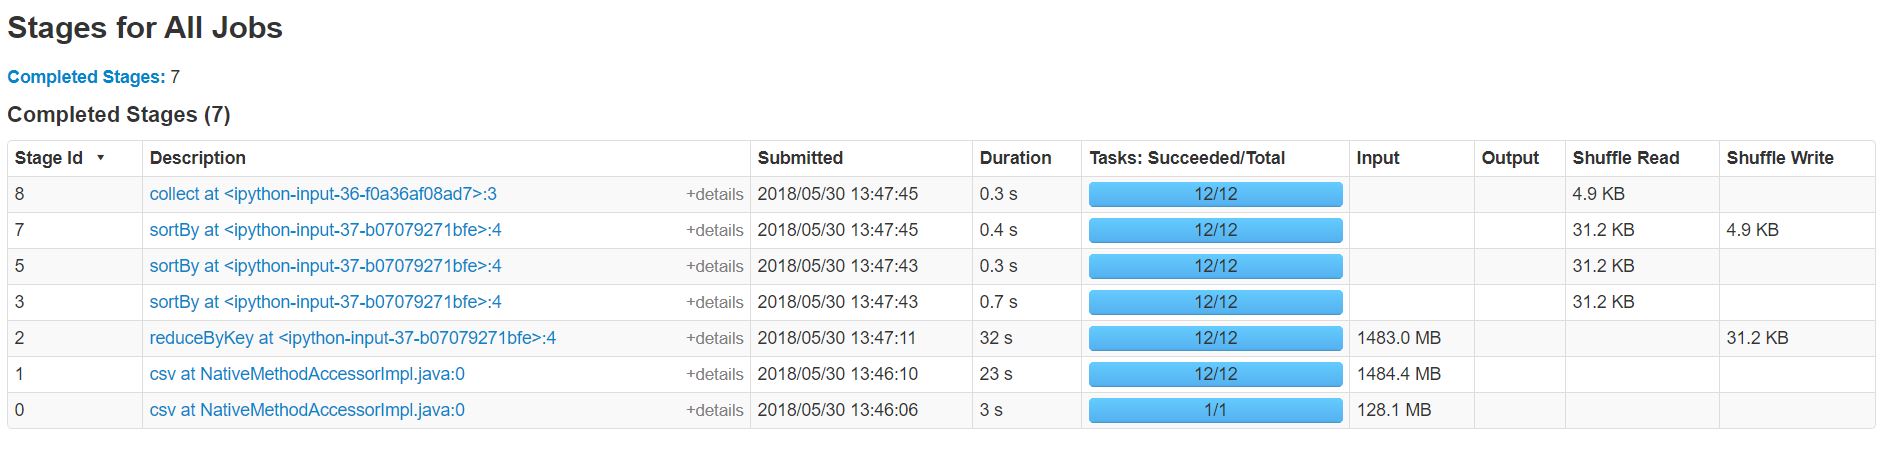 Stages for All Jobs
Completed Stages: 7
Completed Stages (7)
Stage Id ▾ Description Submitted Duration Tasks: Succeeded/Total Input Output Shuffle Read Shuffle Write
8 collect at <ipython-input-36-f0a36af08ad7>:3 +details 2018/05/30 13:47:45 0.3 s 12/12 4.9 KB
7 sortBy at <ipython-input-37-b07079271bfe>:4 +details 2018/05/30 13:47:45 0.4 s 12/12 31.2 KB 4.9 KB
5 sortBy at <ipython-input-37-b07079271bfe>:4 +details 2018/05/30 13:47:43 0.3 s 12/12 31.2 KB
3 sortBy at <ipython-input-37-b07079271bfe>:4 +details 2018/05/30 13:47:43 0.7 s 12/12 31.2 KB
2 reduceByKey at <ipython-input-37-b07079271bfe>:4 +details 2018/05/30 13:47:11 32 s 12/12 1483.0 MB 31.2 KB
1 csv at NativeMethodAccessorImpl.java:0 +details 2018/05/30 13:46:10 23 s 12/12 1484.4 MB
0 csv at NativeMethodAccessorImpl.java:0 +details 2018/05/30 13:46:06 3 s 1/1 128.1 MB